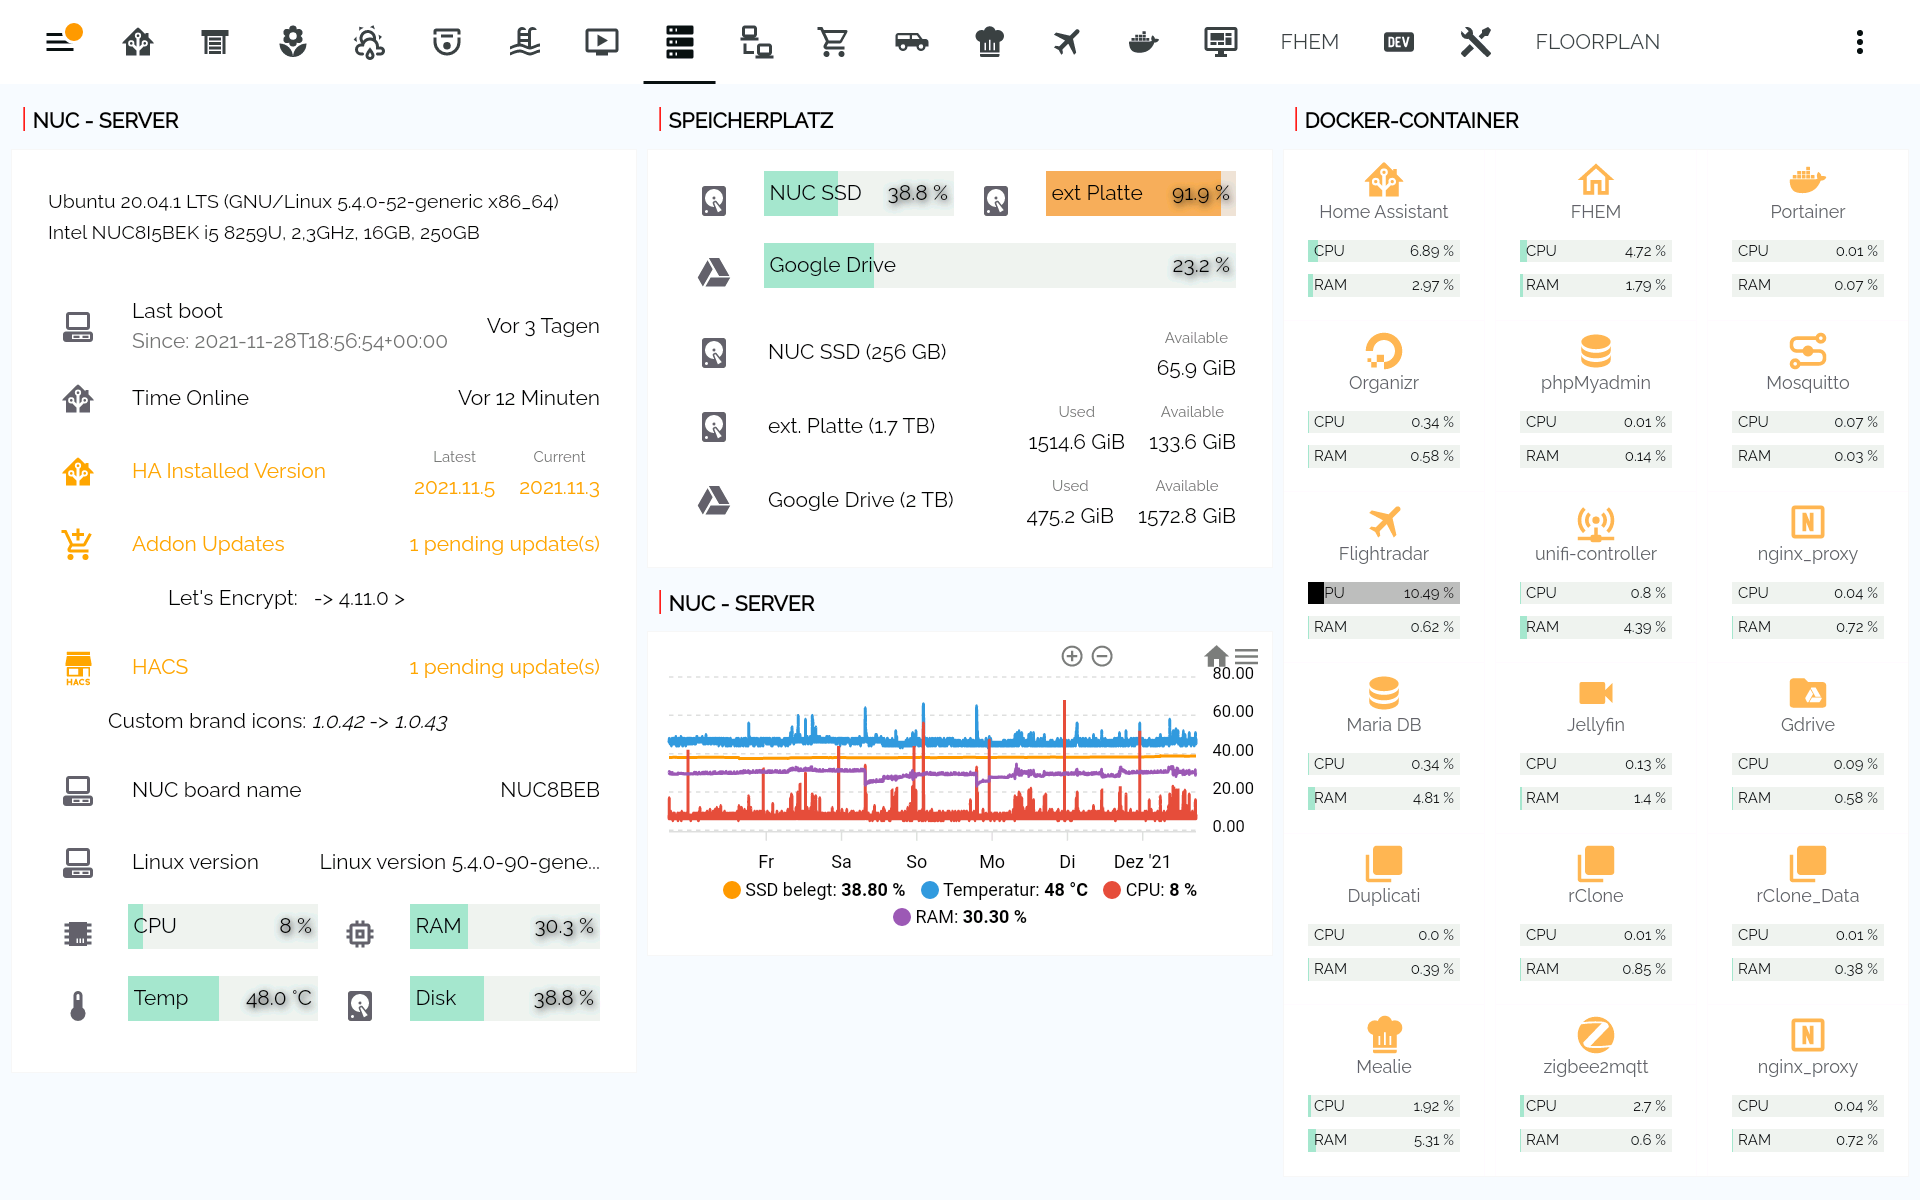 DEV
FHEM
FLOORPLAN
NUC - SERVER
Ubuntu 20.04.1 LTS (GNU/Linux 5.4.0-52-generic x86_64)
Intel NUC8I5BEK i5 8259U, 2,3GHz, 16GB, 250GB
Last boot
Since: 2021-11-28T18:56:54+00:00
Vor 3 Tagen
Time Online
Vor 12 Minuten
HA Installed Version
Latest
2021.11.5
Current
2021.11.3
Addon Updates
1 pending update(s)
Let's Encrypt: -> 4.11.0 >
HACS
HACS
1 pending update(s)
Custom brand icons: 1.0.42 -> 1.0.43
NUC board name
NUC8BEB
Linux version
Linux version 5.4.0-90-gene...
CPU 8 %
RAM 30.3 %
Temp 48.0 °C
Disk 38.8 %
SPEICHERPLATZ
NUC SSD 38.8 %
ext Platte 91.9 %
Google Drive 23.2 %
NUC SSD (256 GB)
Available
65.9 GiB
ext. Platte (1.7 TB)
Used
1514.6 GiB
Available
133.6 GiB
Google Drive (2 TB)
Used
475.2 GiB
Available
1572.8 GiB
NUC - SERVER
80.00
60.00
40.00
20.00
0.00
Fr Sa So Mo Di Dez '21
SSD belegt: 38.80 % Temperatur: 48 °C CPU: 8 %
RAM: 30.30 %
DOCKER-CONTAINER
Home Assistant
CPU 6.89 %
RAM 2.97 %
FHEM
CPU 4.72 %
RAM 1.79 %
Portainer
CPU 0.01 %
RAM 0.07 %
Organizr
CPU 0.34 %
RAM 0.58 %
phpMyadmin
CPU 0.01 %
RAM 0.14 %
Mosquitto
CPU 0.07 %
RAM 0.03 %
Flightradar
PU 10.49 %
RAM 0.62 %
unifi-controller
CPU 0.8 %
RAM 4.39 %
N
nginx_proxy
CPU 0.04 %
RAM 0.72 %
Maria DB
CPU 0.34 %
RAM 4.81 %
Jellyfin
CPU 0.13 %
RAM 1.4 %
Gdrive
CPU 0.09 %
RAM 0.58 %
Duplicati
CPU 0.0 %
RAM 0.39 %
rClone
CPU 0.01 %
RAM 0.85 %
rClone_Data
CPU 0.01 %
RAM 0.38 %
Mealie
CPU 1.92 %
RAM 5.31 %
zigbee2mqtt
CPU 2.7 %
RAM 0.6 %
N
nginx_proxy
CPU 0.04 %
RAM 0.72 %